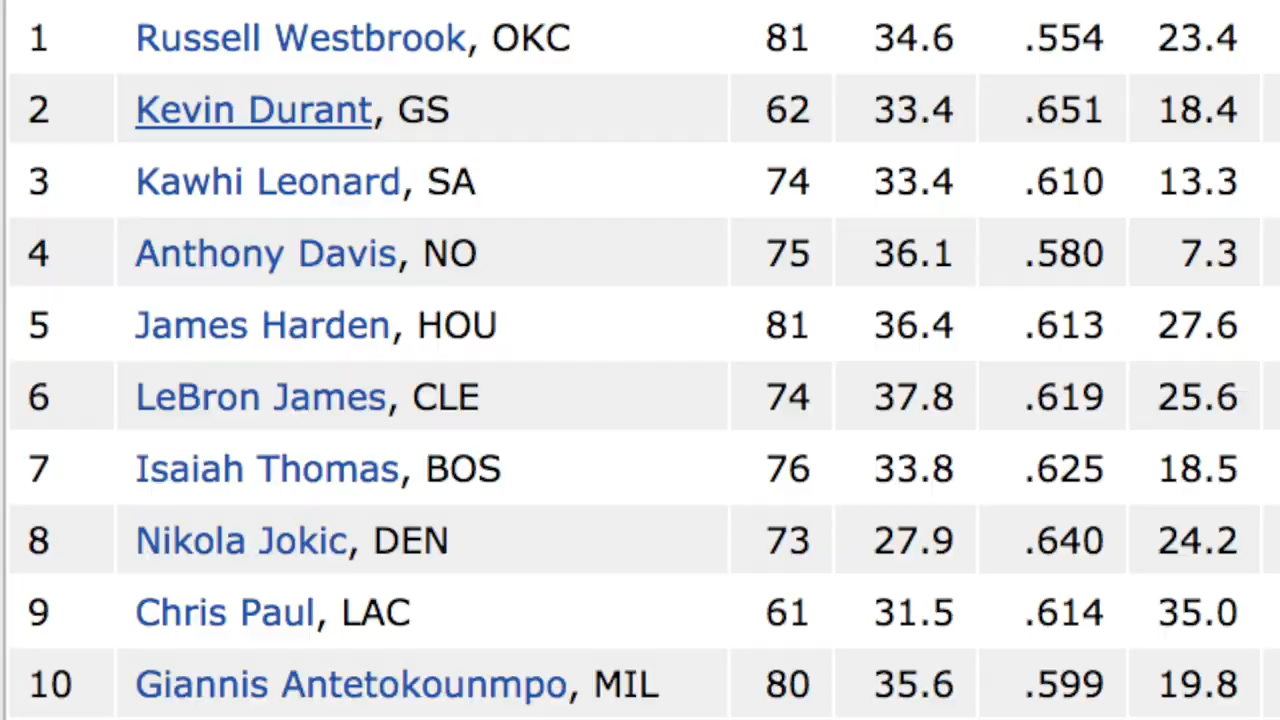 1 Russell Westbrook, OKC 81 34.6 .554 23.4
2 Kevin Durant, GS 62 33.4 .651 18.4
3 Kawhi Leonard, SA 74 33.4 .610 13.3
4 Anthony Davis, NO 75 36.1 .580 7.3
5 James Harden, HOU 81 36.4 .613 27.6
6 LeBron James, CLE 74 37.8 .619 25.6
7 Isaiah Thomas, BOS 76 33.8 .625 18.5
8 Nikola Jokic, DEN 73 27.9 .640 24.2
9 Chris Paul, LAC 61 31.5 .614 35.0
10 Giannis Antetokounmpo, MIL 80 35.6 .599 19.8